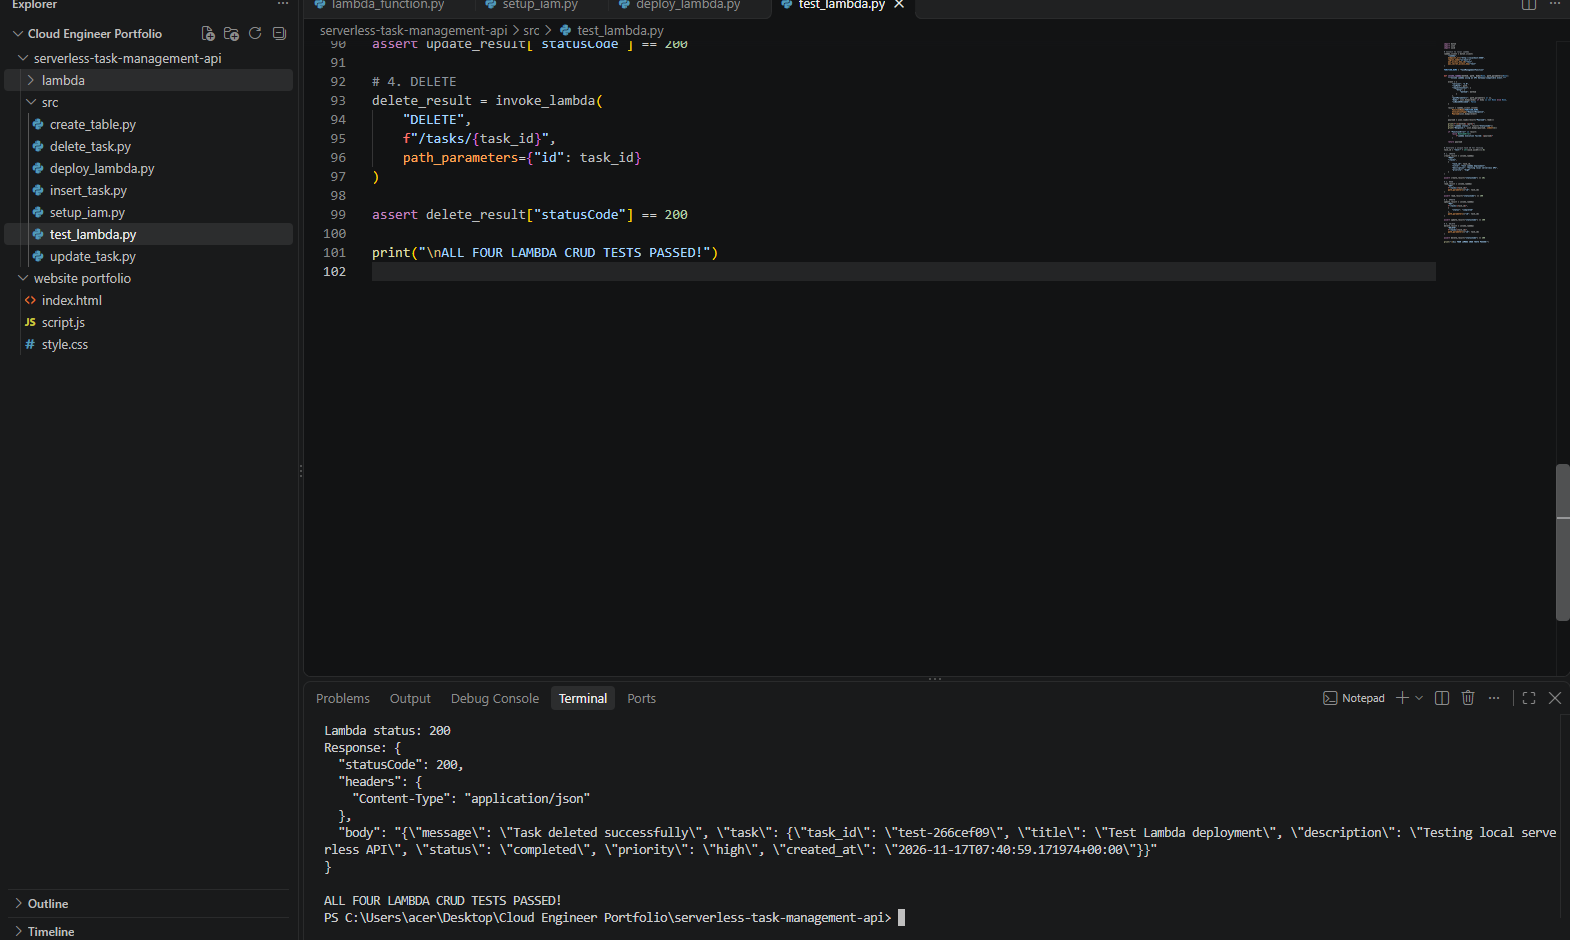 Explorer
Cloud Engineer Portfolio
serverless-task-management-api
lambda
src
create_table.py
delete_task.py
deploy_lambda.py
insert_task.py
setup_iam.py
test_lambda.py
update_task.py
website portfolio
index.html
JS script.js
# style.css
Outline
Timeline
lambda_function.py setup_iam.py deploy_lambda.py test_lambda.py
serverless-task-management-api > src > test_lambda.py
90 assert update_result["statusCode"] == 200
91
92 # 4. DELETE
93 delete_result = invoke_lambda(
94     "DELETE",
95     f"/tasks/{task_id}",
96     path_parameters={"id": task_id}
97 )
98
99 assert delete_result["statusCode"] == 200
100
101 print("\nALL FOUR LAMBDA CRUD TESTS PASSED!")
102
Problems Output Debug Console Terminal Ports
Notepad
Lambda status: 200
Response: {
  "statusCode": 200,
  "headers": {
    "Content-Type": "application/json"
  },
  "body": "{\"message\": \"Task deleted successfully\", \"task\": {\"task_id\": \"test-266cef09\", \"title\": \"Test Lambda deployment\", \"description\": \"Testing local serve
rless API\", \"status\": \"completed\", \"priority\": \"high\", \"created_at\": \"2026-11-17T07:40:59.171974+00:00\"}}"
}
ALL FOUR LAMBDA CRUD TESTS PASSED!
PS C:\Users\acer\Desktop\Cloud Engineer Portfolio\serverless-task-management-api>